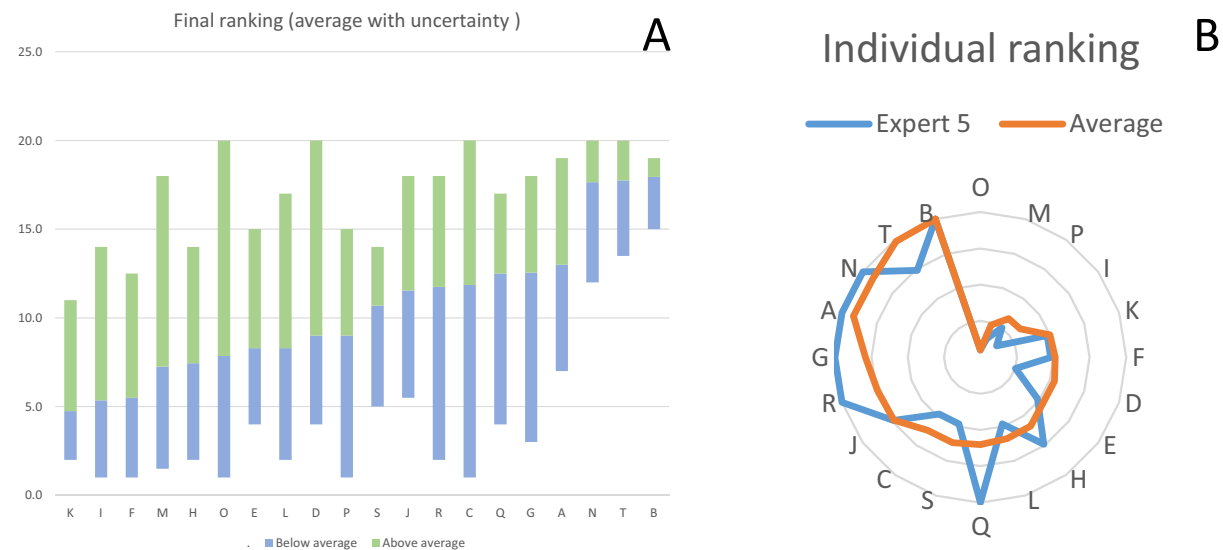 Final ranking (average with uncertainty )
A
25.0
20.0
15.0
10.0
5.0
0.0
K I F M H O E L D P S J R C Q G A N T B
. Below average Above average
B
Individual ranking
Expert 5 Average
O
M
P
I
K
F
D
E
H
L
Q
S
C
J
R
G
A
N
T
B